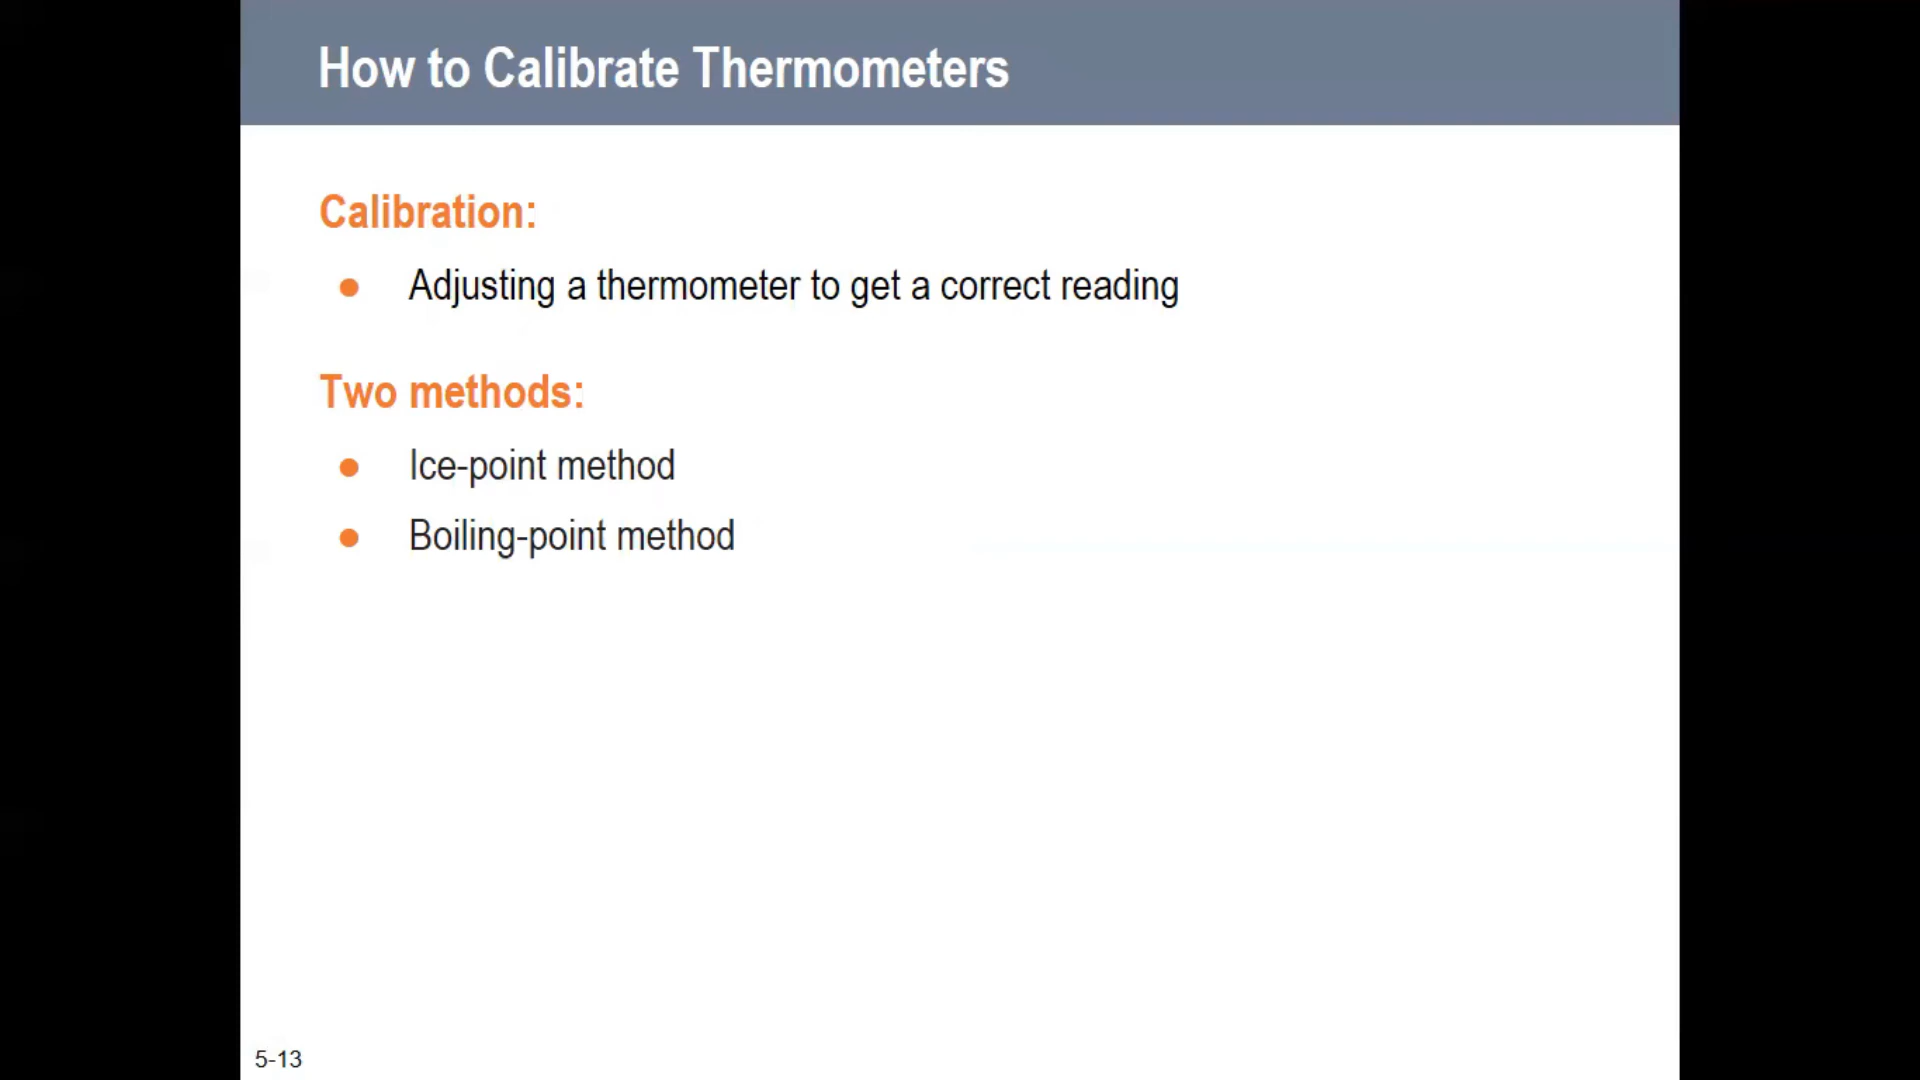 How to Calibrate Thermometers
Calibration:
● Adjusting a thermometer to get a correct reading
Two methods:
● Ice-point method
● Boiling-point method
5-13